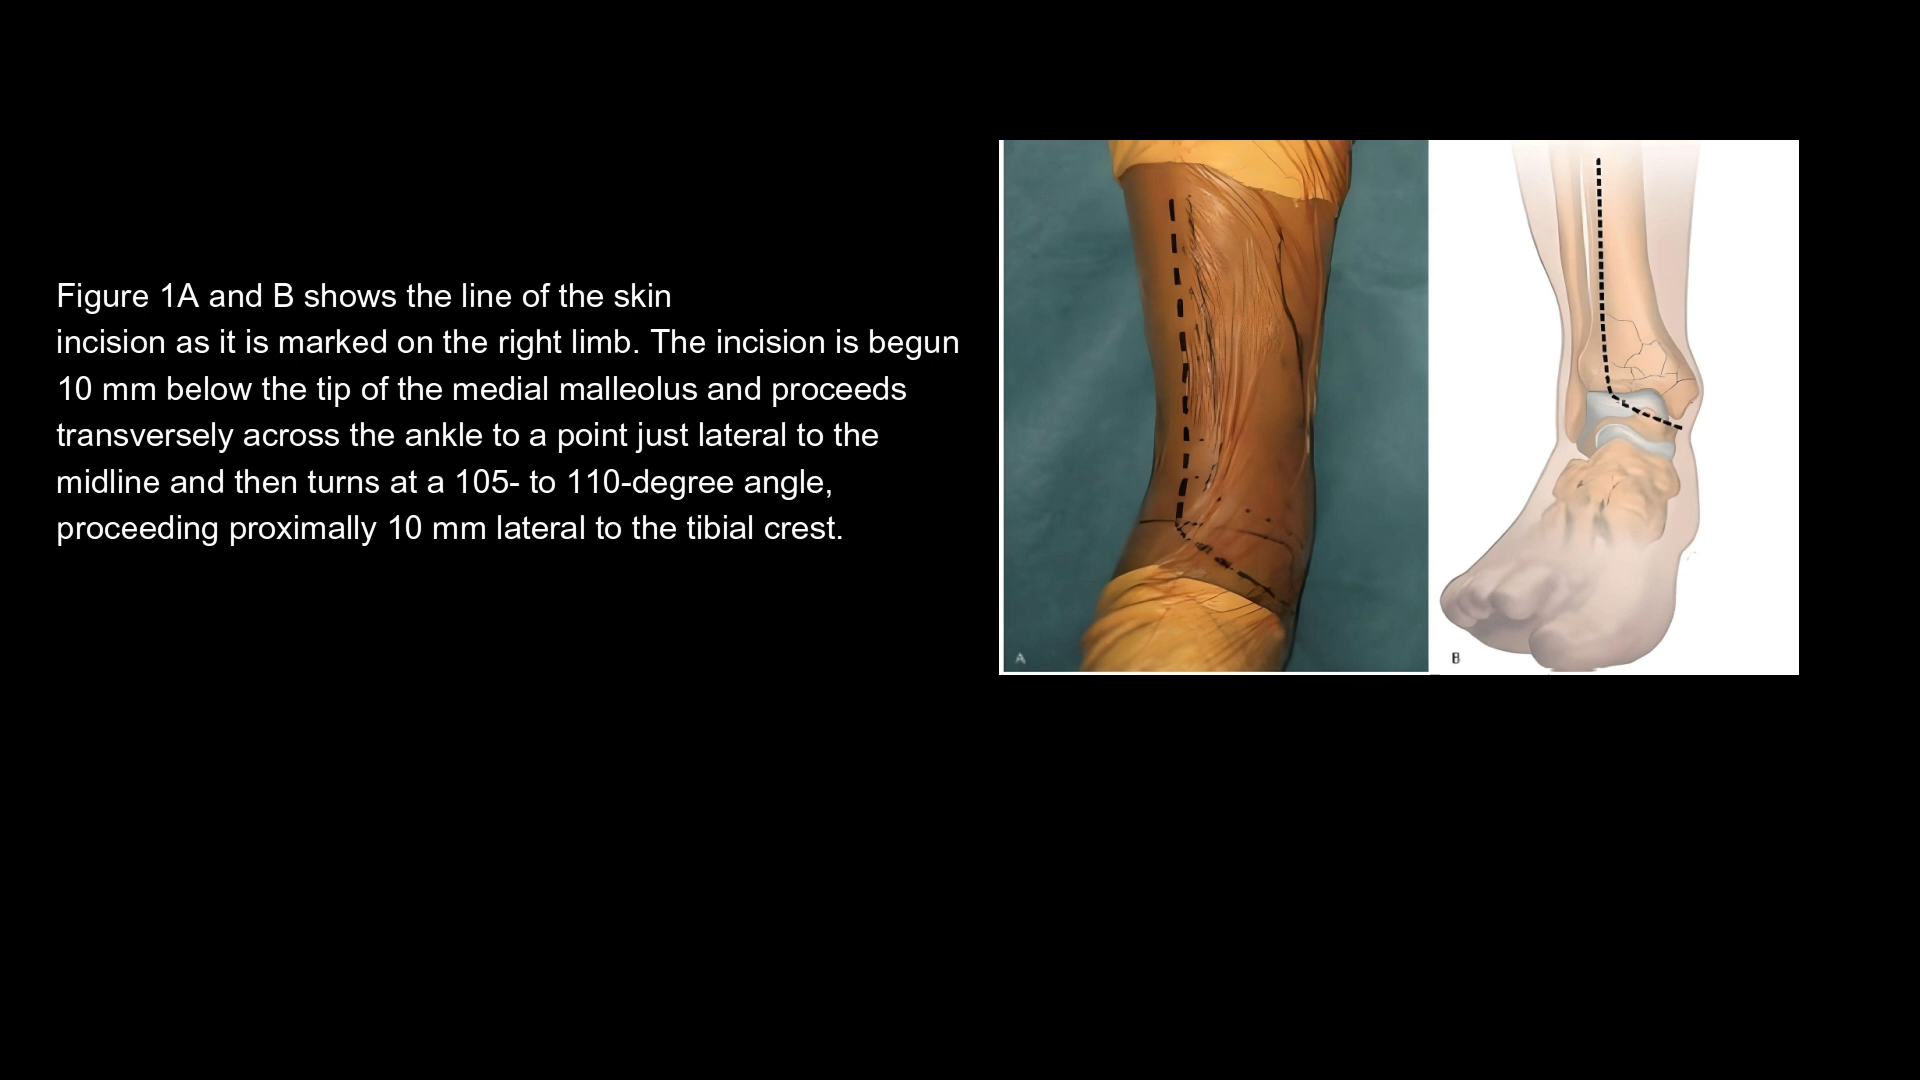 Figure 1A and B shows the line of the skin
incision as it is marked on the right limb. The incision is begun
10 mm below the tip of the medial malleolus and proceeds
transversely across the ankle to a point just lateral to the
midline and then turns at a 105- to 110-degree angle,
proceeding proximally 10 mm lateral to the tibial crest.
A
B